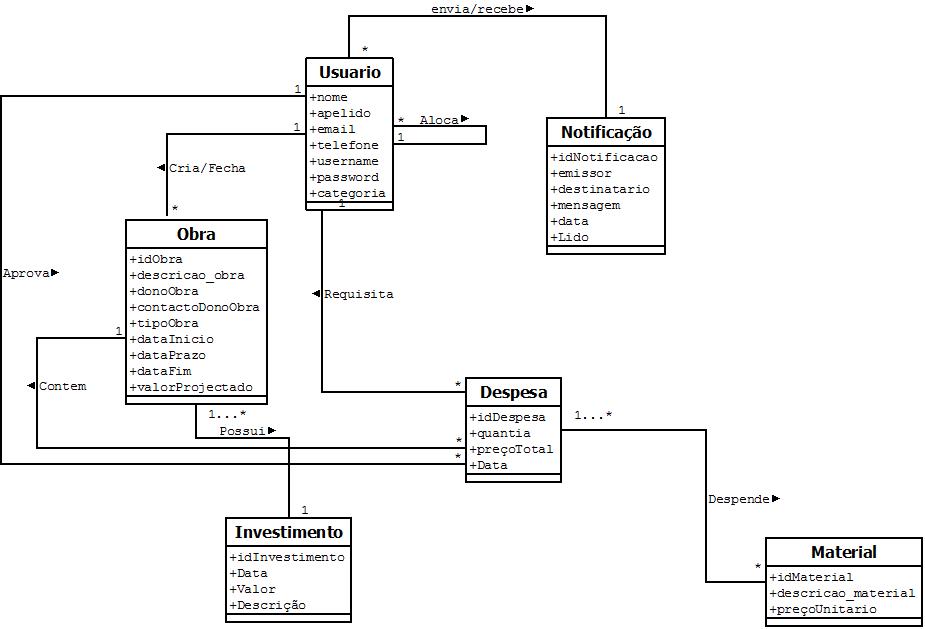 envia/recebe
*
1
Usuario
+nome
+apelido
+email
+telefone
+username
+password
+categoria
1
1
1
* Aloca
1
Notificação
+idNotificacao
+emissor
+destinatario
+mensagem
+data
+Lido
Cria/Fecha
*
Obra
+idObra
+descricao_obra
+donoObra
+contactoDonoObra
+tipoObra
+dataInicio
+dataPrazo
+dataFim
+valorProjectado
Aprova
Requisita
1
Contem
1...*
Possui
*
*
*
Despesa
+idDespesa
+quantia
+preçoTotal
+Data
1...*
Despende
*
1
Investimento
+idInvestimento
+Data
+Valor
+Descrição
Material
+idMaterial
+descricao_material
+preçoUnitario